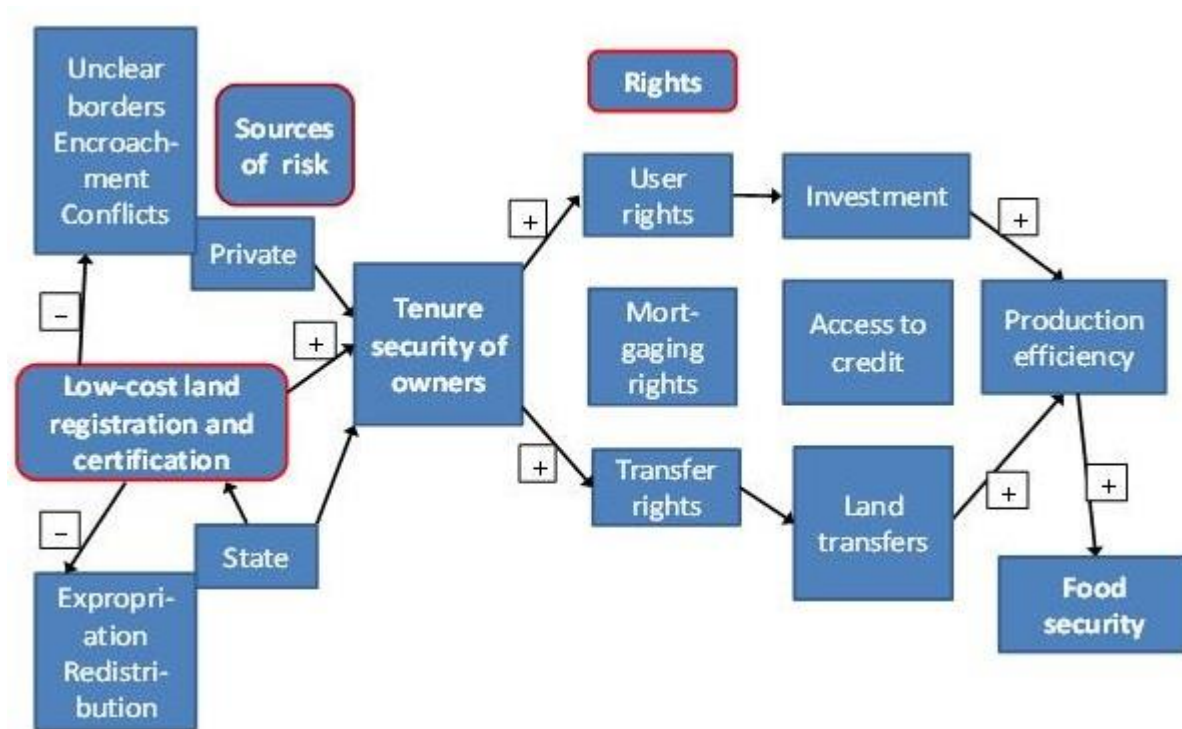 Unclear
borders
Encroach-
ment
Conflicts
Sources
of risk
Rights
Private
User
rights
Investment
+
+
−
+
Tenure
security of
owners
Mort-
gaging
rights
Access to
credit
Production
efficiency
Low-cost land
registration and
certification
−
State
+
Transfer
rights
Land
transfers
+
+
Expropri-
ation
Redistri-
bution
Food
security